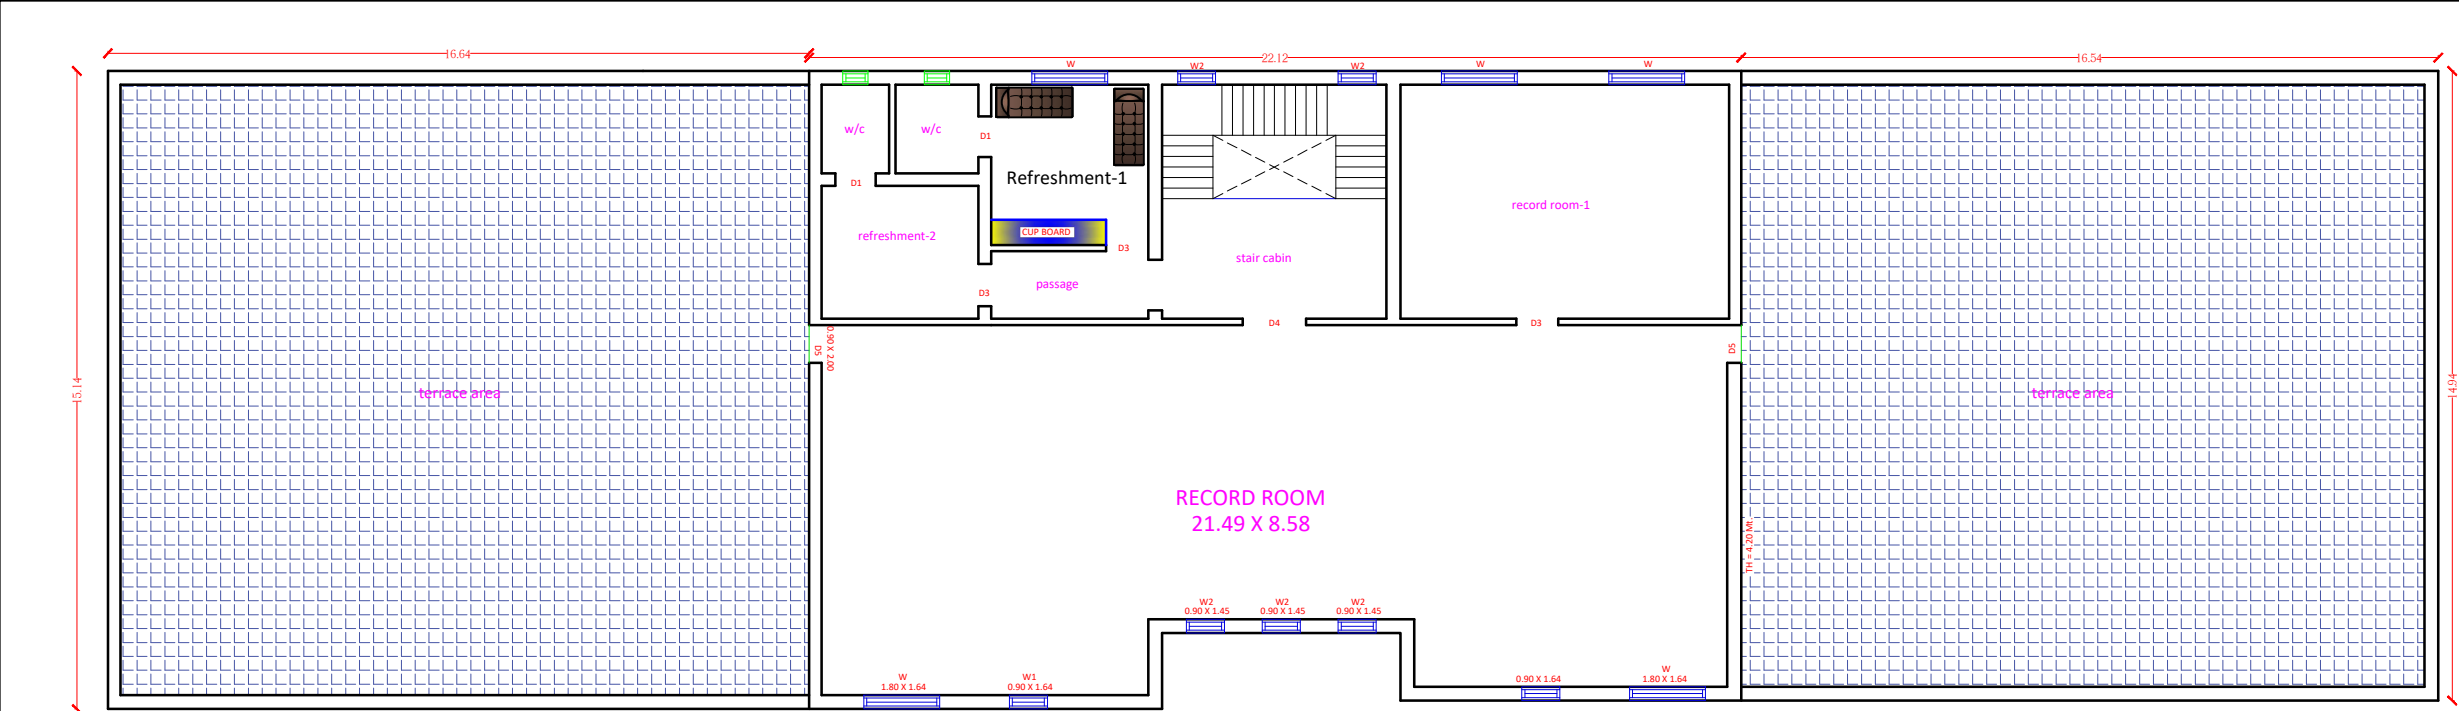 16.64
22.12
16.54
W
W2
W2
W
W
w/c
w/c
D1
D1
Refreshment-1
record room-1
refreshment-2
CUP BOARD
D3
stair cabin
passage
D3
D4
D3
D5
0.90 X 2.00
D5
15.14
14.94
terrace area
terrace area
RECORD ROOM
21.49 X 8.58
TH = 4.20 Mt.
W2
0.90 X 1.45
W2
0.90 X 1.45
W2
0.90 X 1.45
W
1.80 X 1.64
W1
0.90 X 1.64
0.90 X 1.64
W
1.80 X 1.64